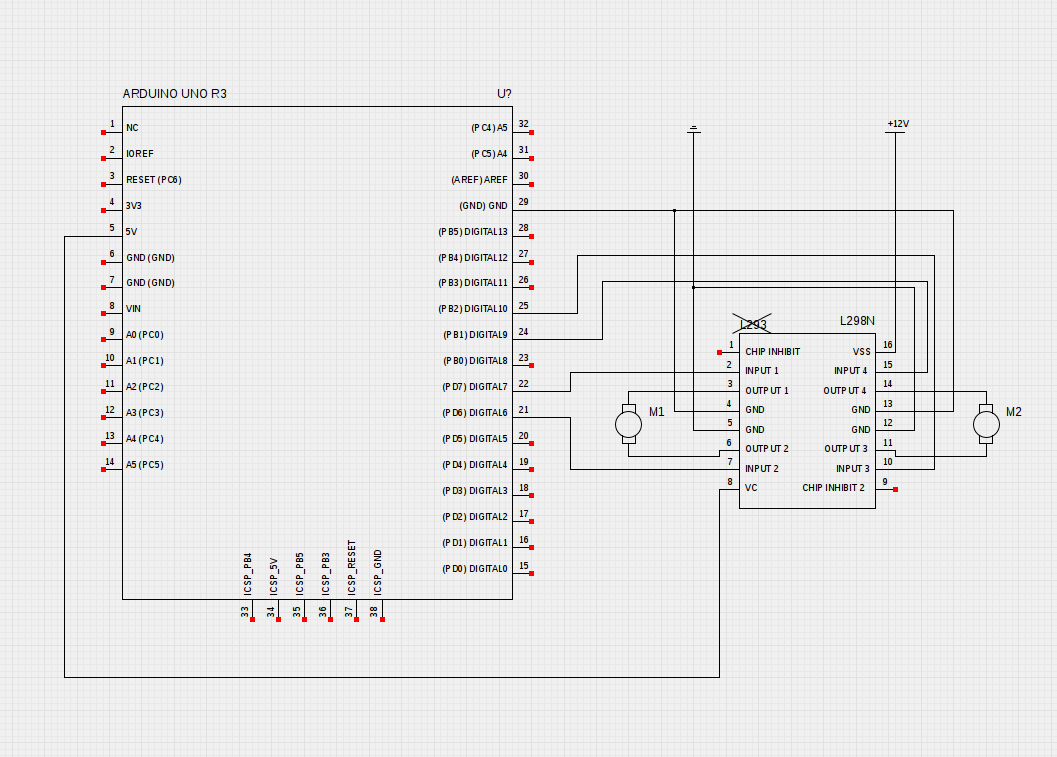 ARDUINO UNO R3 U?
1 NC
2 IOREF
3 RESET (PC6)
4 3V3
5 5V
6 GND (GND)
7 GND (GND)
8 VIN
9 A0 (PC0)
10 A1 (PC1)
11 A2 (PC2)
12 A3 (PC3)
13 A4 (PC4)
14 A5 (PC5)
(PC4) A5 32
(PC5) A4 31
(AREF) AREF 30
(GND) GND 29
(PB5) DIGITAL13 28
(PB4) DIGITAL12 27
(PB3) DIGITAL11 26
(PB2) DIGITAL10 25
(PB1) DIGITAL9 24
(PB0) DIGITAL8 23
(PD7) DIGITAL7 22
(PD6) DIGITAL6 21
(PD5) DIGITAL5 20
(PD4) DIGITAL4 19
(PD3) DIGITAL3 18
(PD2) DIGITAL2 17
(PD1) DIGITAL1 16
(PD0) DIGITAL0 15
33 ICSP_PB4
34 ICSP_5V
35 ICSP_PB5
36 ICSP_PB3
37 ICSP_RESET
38 ICSP_GND
+12V
L293 L298N
1 CHIP INHIBIT
2 INPUT 1
3 OUTPUT 1
4 GND
5 GND
6 OUTPUT 2
7 INPUT 2
8 VC
VSS 16
INPUT 4 15
OUTPUT 4 14
GND 13
GND 12
OUTPUT 3 11
INPUT 3 10
CHIP INHIBIT 2 9
M1
M2